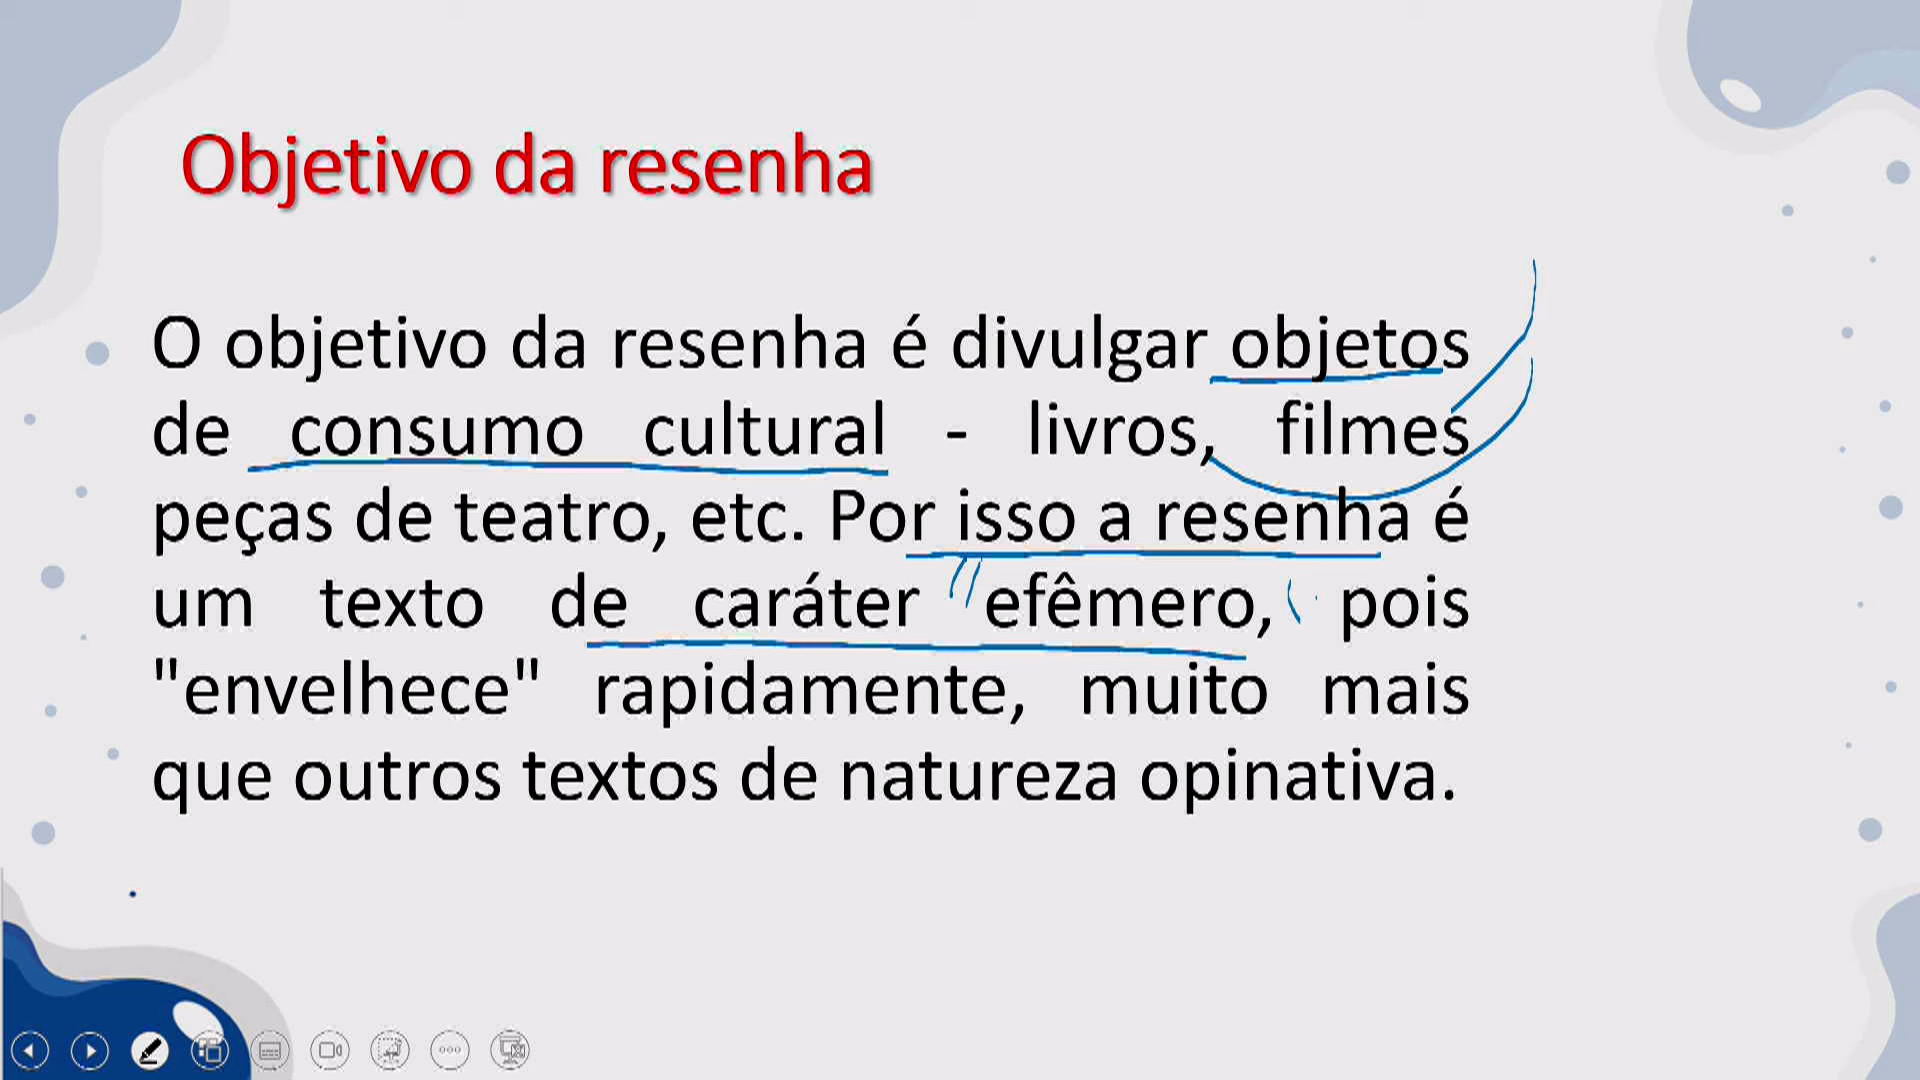 Objetivo da resenha
O objetivo da resenha é divulgar objetos
de consumo cultural - livros, filmes
peças de teatro, etc. Por isso a resenha é
um texto de caráter efêmero, pois
"envelhece" rapidamente, muito mais
que outros textos de natureza opinativa.